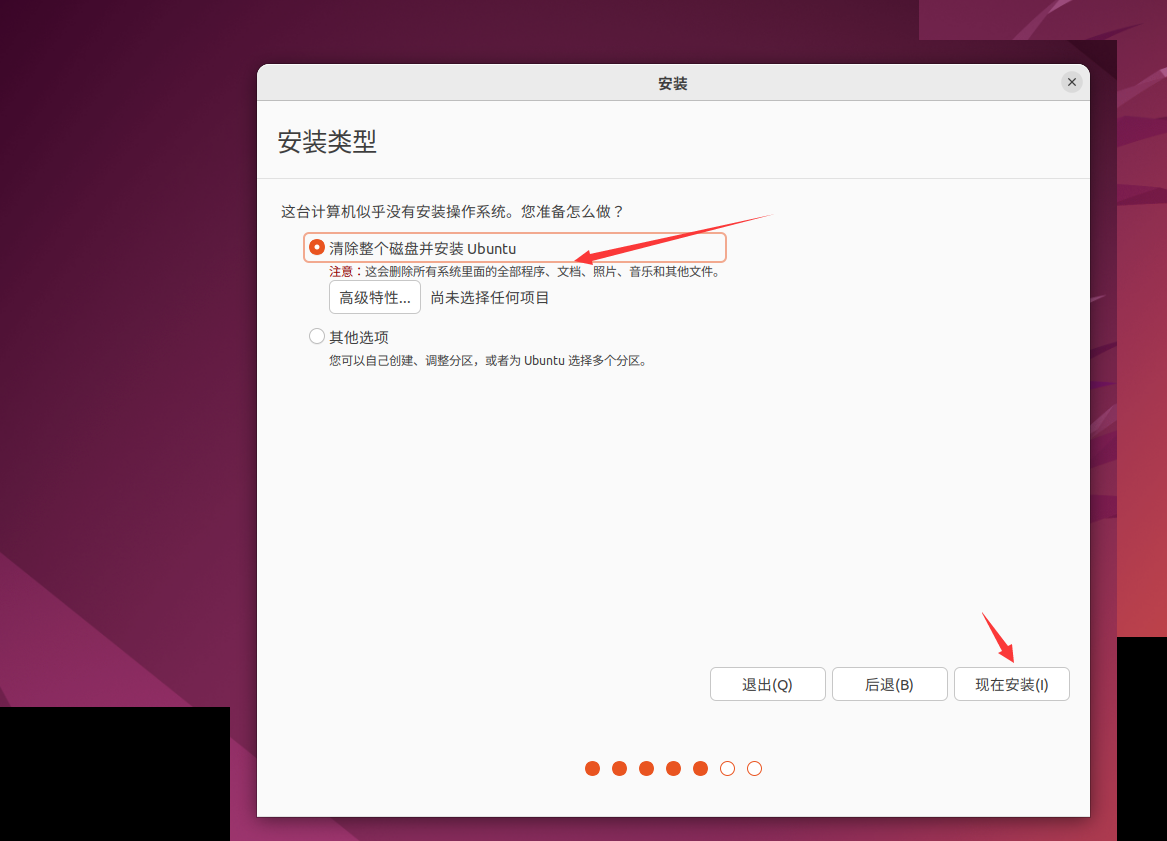 安装
安装类型
这台计算机似乎没有安装操作系统。您准备怎么做？
清除整个磁盘并安装 Ubuntu
注意：这会删除所有系统里面的全部程序、文档、照片、音乐和其他文件。
高级特性... 尚未选择任何项目
其他选项
您可以自己创建、调整分区，或者为 Ubuntu 选择多个分区。
退出(Q) 后退(B) 现在安装(I)